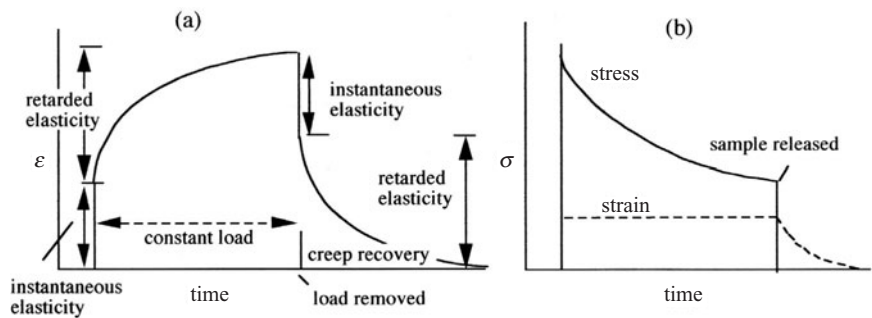 (a)
retarded
elasticity
ε
instantaneous
elasticity
constant load
time
instantaneous
elasticity
retarded
elasticity
creep recovery
load removed
(b)
stress
sample released
σ
strain
time